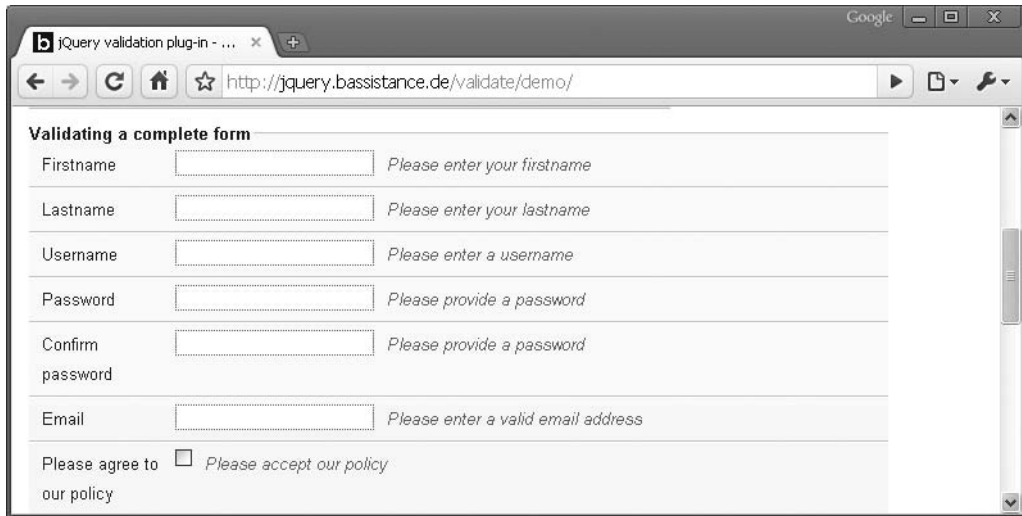 Google
b jQuery validation plug-in - ...
http://jquery.bassistance.de/validate/demo/
Validating a complete form
Firstname Please enter your firstname
Lastname Please enter your lastname
Username Please enter a username
Password Please provide a password
Confirm password Please provide a password
Email Please enter a valid email address
Please agree to our policy Please accept our policy